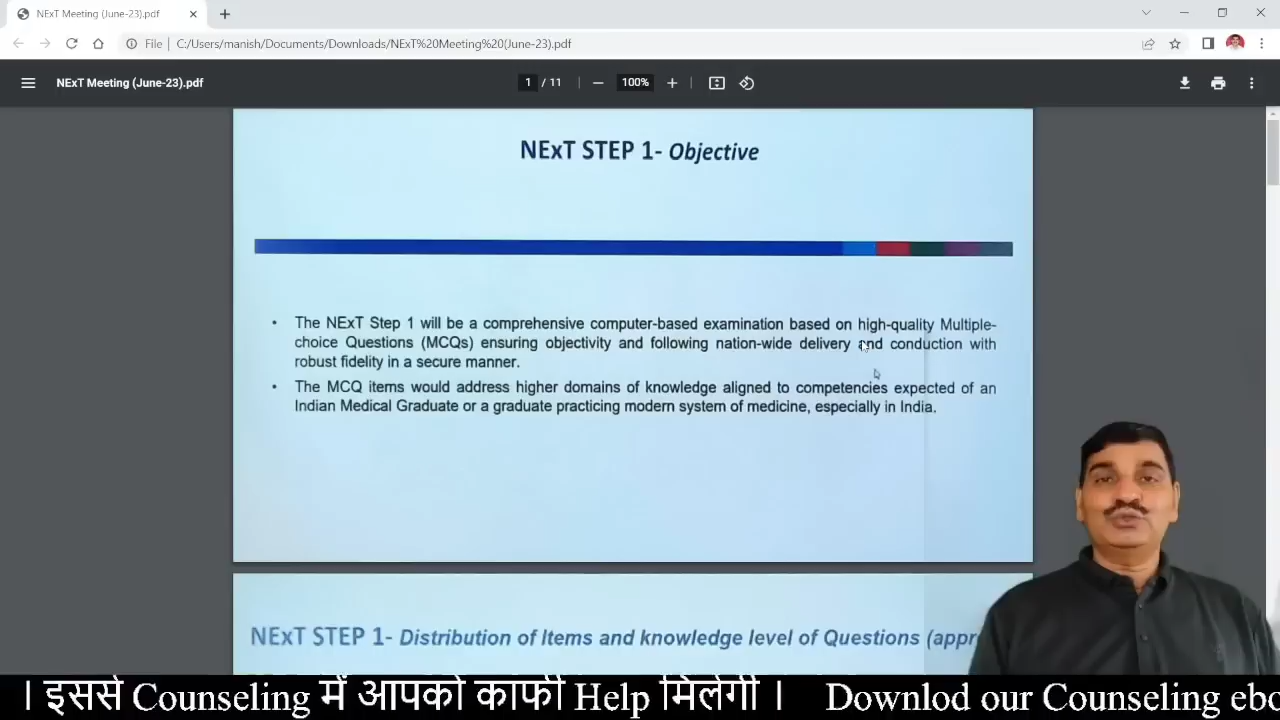 NExT Meeting (June-23).pdf
File
C:/Users/manish/Documents/Downloads/NExT%20Meeting%20(June-23).pdf
NExT Meeting (June-23).pdf
1 / 11
100%
NExT STEP 1- Objective
• The NExT Step 1 will be a comprehensive computer-based examination based on high-quality Multiple-
choice Questions (MCQs) ensuring objectivity and following nation-wide delivery and conduction with
robust fidelity in a secure manner.
• The MCQ items would address higher domains of knowledge aligned to competencies expected of an
Indian Medical Graduate or a graduate practicing modern system of medicine, especially in India.
NExT STEP 1- Distribution of Items and knowledge level of Questions (appr
। इससे Counseling में आपको काफी Help मिलेगी । Downlod our Counseling ebo